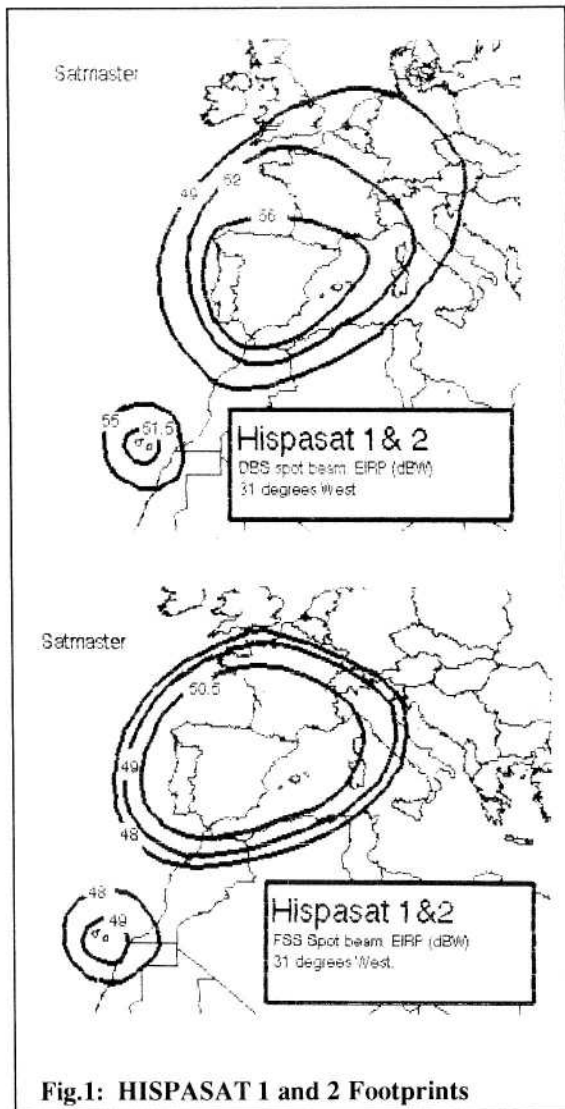 Satmaster
49
52
56
55
51.5
Hispasat 1 & 2
DBS spot beam. EIRP (dBW)
31 degrees West
Satmaster
50.5
49
48
48
49
Hispasat 1 &2
FSS Spot beam. EIRP (dBW)
31 degrees West.
Fig.1: HISPASAT 1 and 2 Footprints